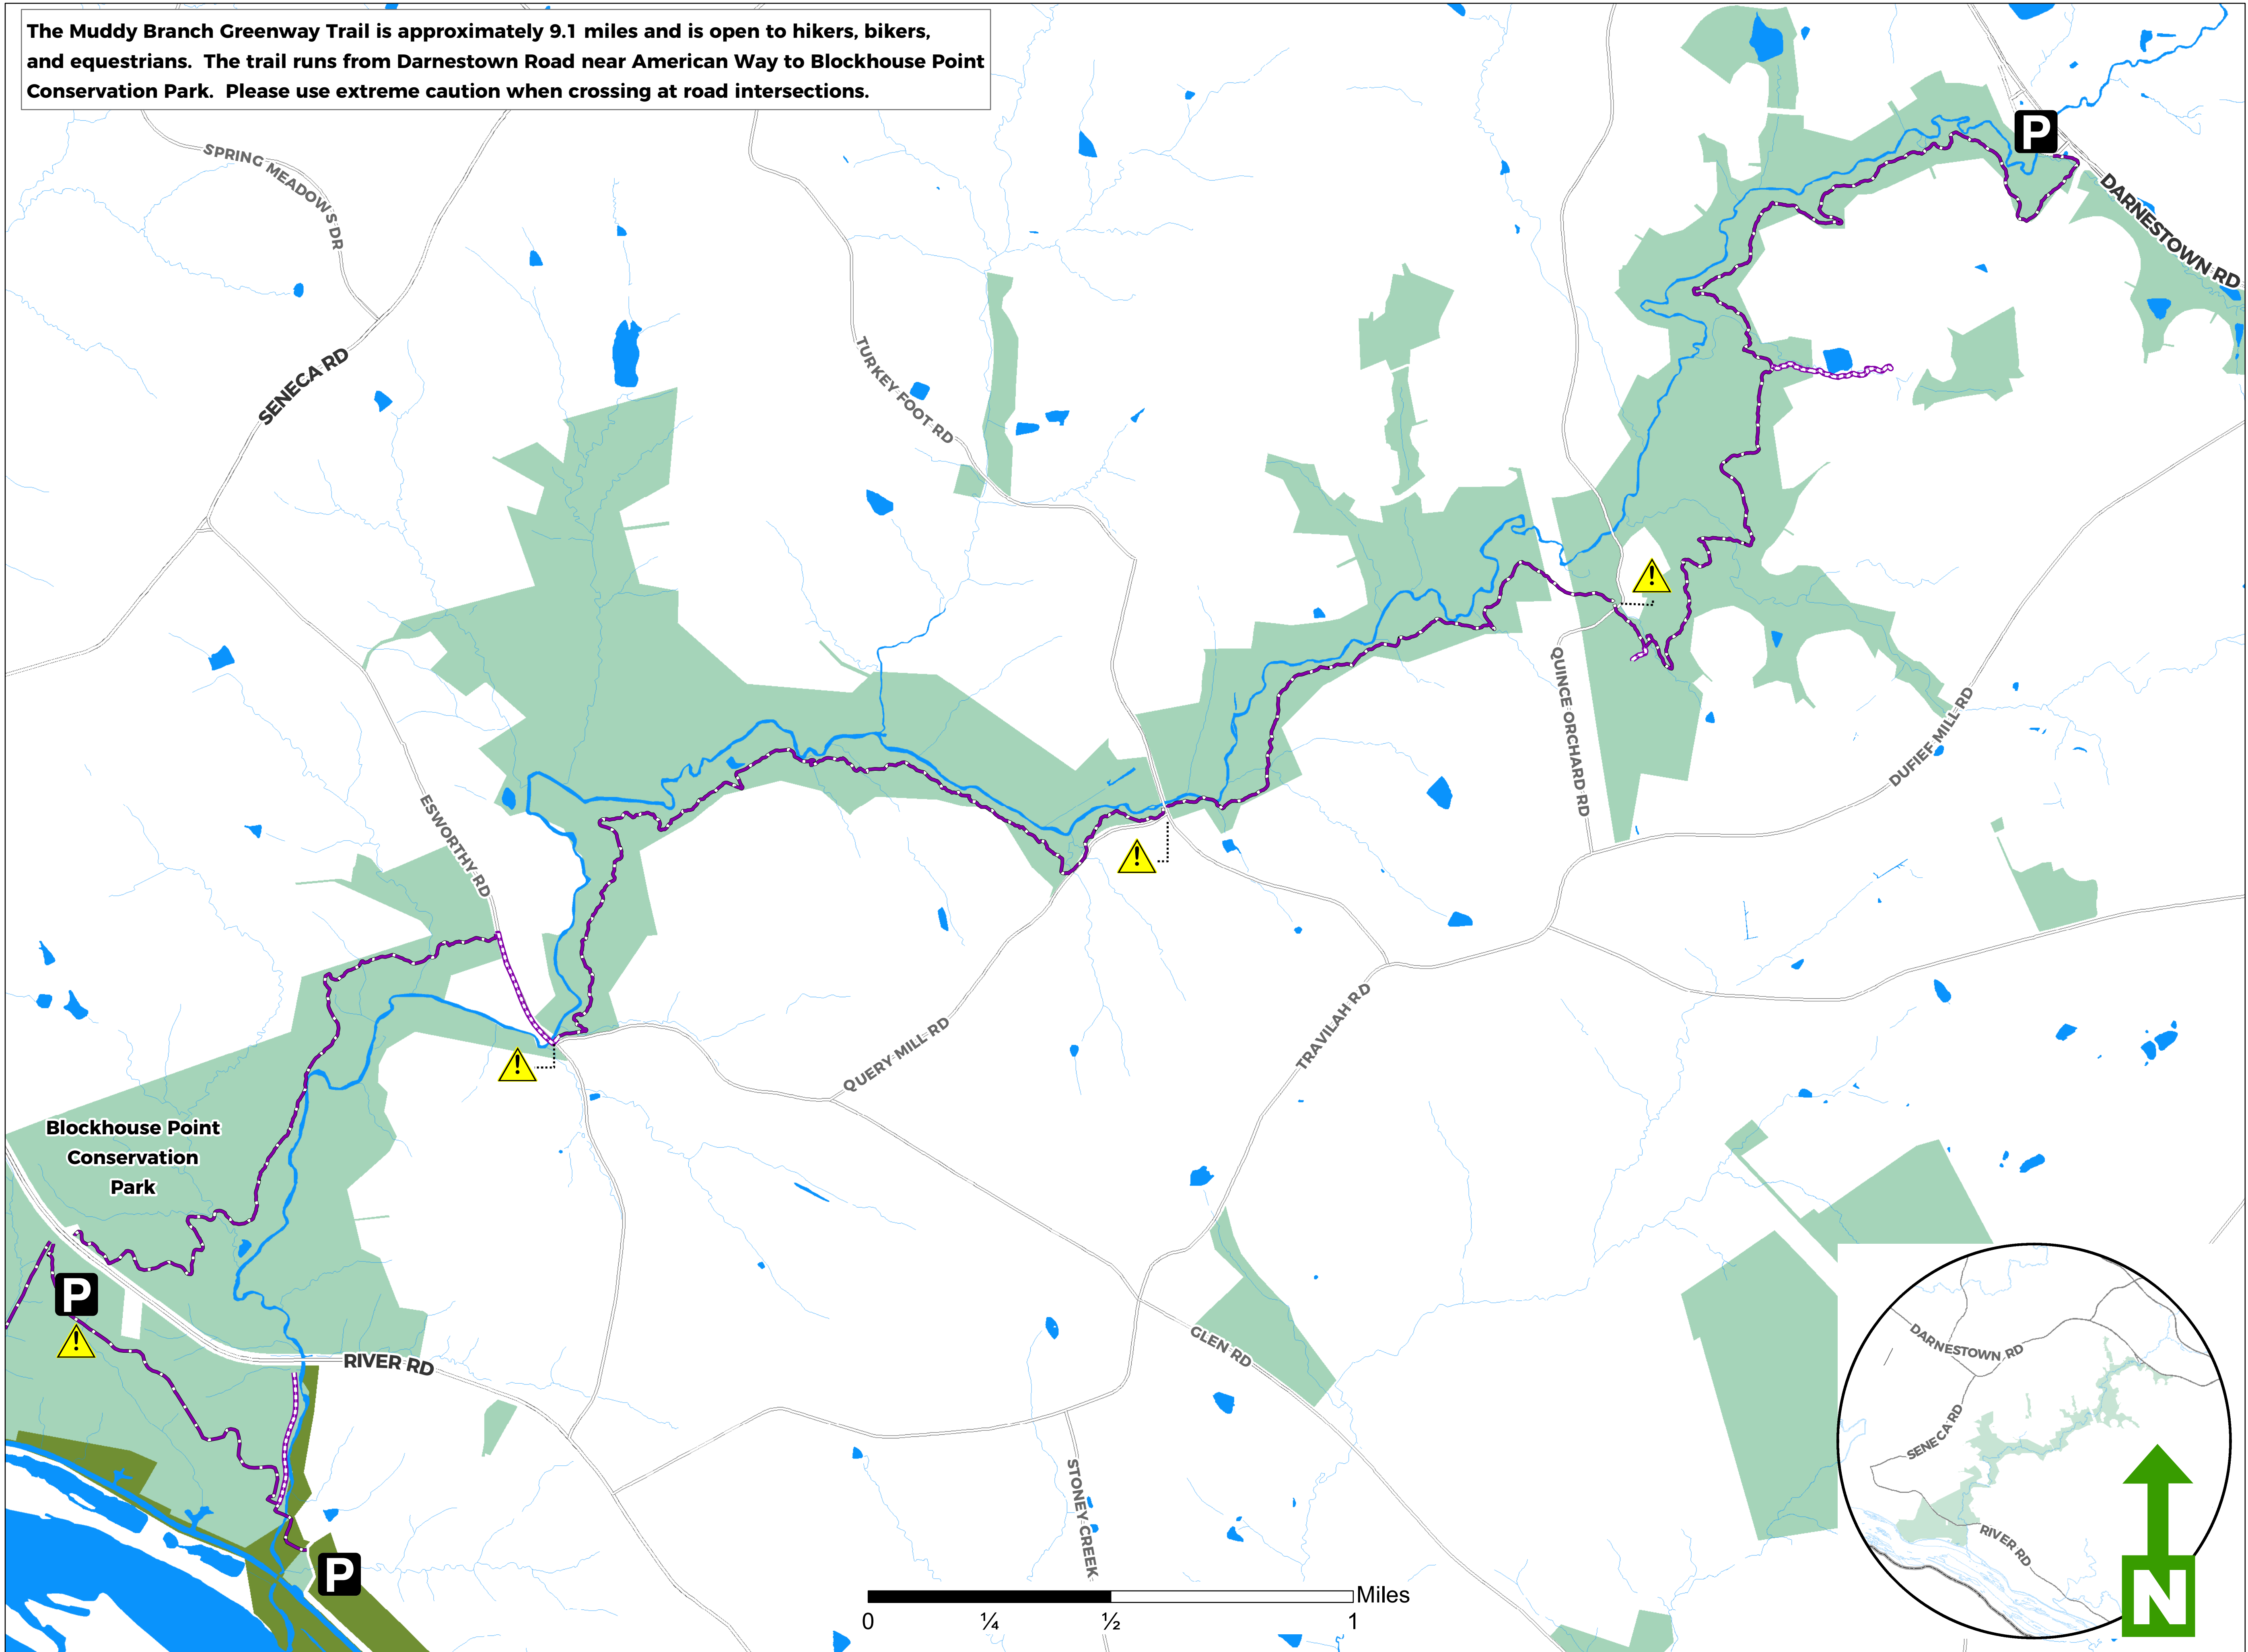 The Muddy Branch Greenway Trail is approximately 9.1 miles and is open to hikers, bikers,
and equestrians. The trail runs from Darnestown Road near American Way to Blockhouse Point
Conservation Park. Please use extreme caution when crossing at road intersections.
P
SPRING MEADOWS DR
DARNESTOWN RD
SENECA RD
TURKEY FOOT RD
!
QUINCE ORCHARD RD
DUFIEF MILL RD
ESWORTHY RD
!
QUERY MILL RD
TRAVILAH RD
!
Blockhouse Point
Conservation
Park
P
!
RIVER RD
GLEN RD
STONEY CREEK
P
DARNESTOWN RD
SENECA RD
RIVER RD
N
Miles
0 ¼ ½ 1